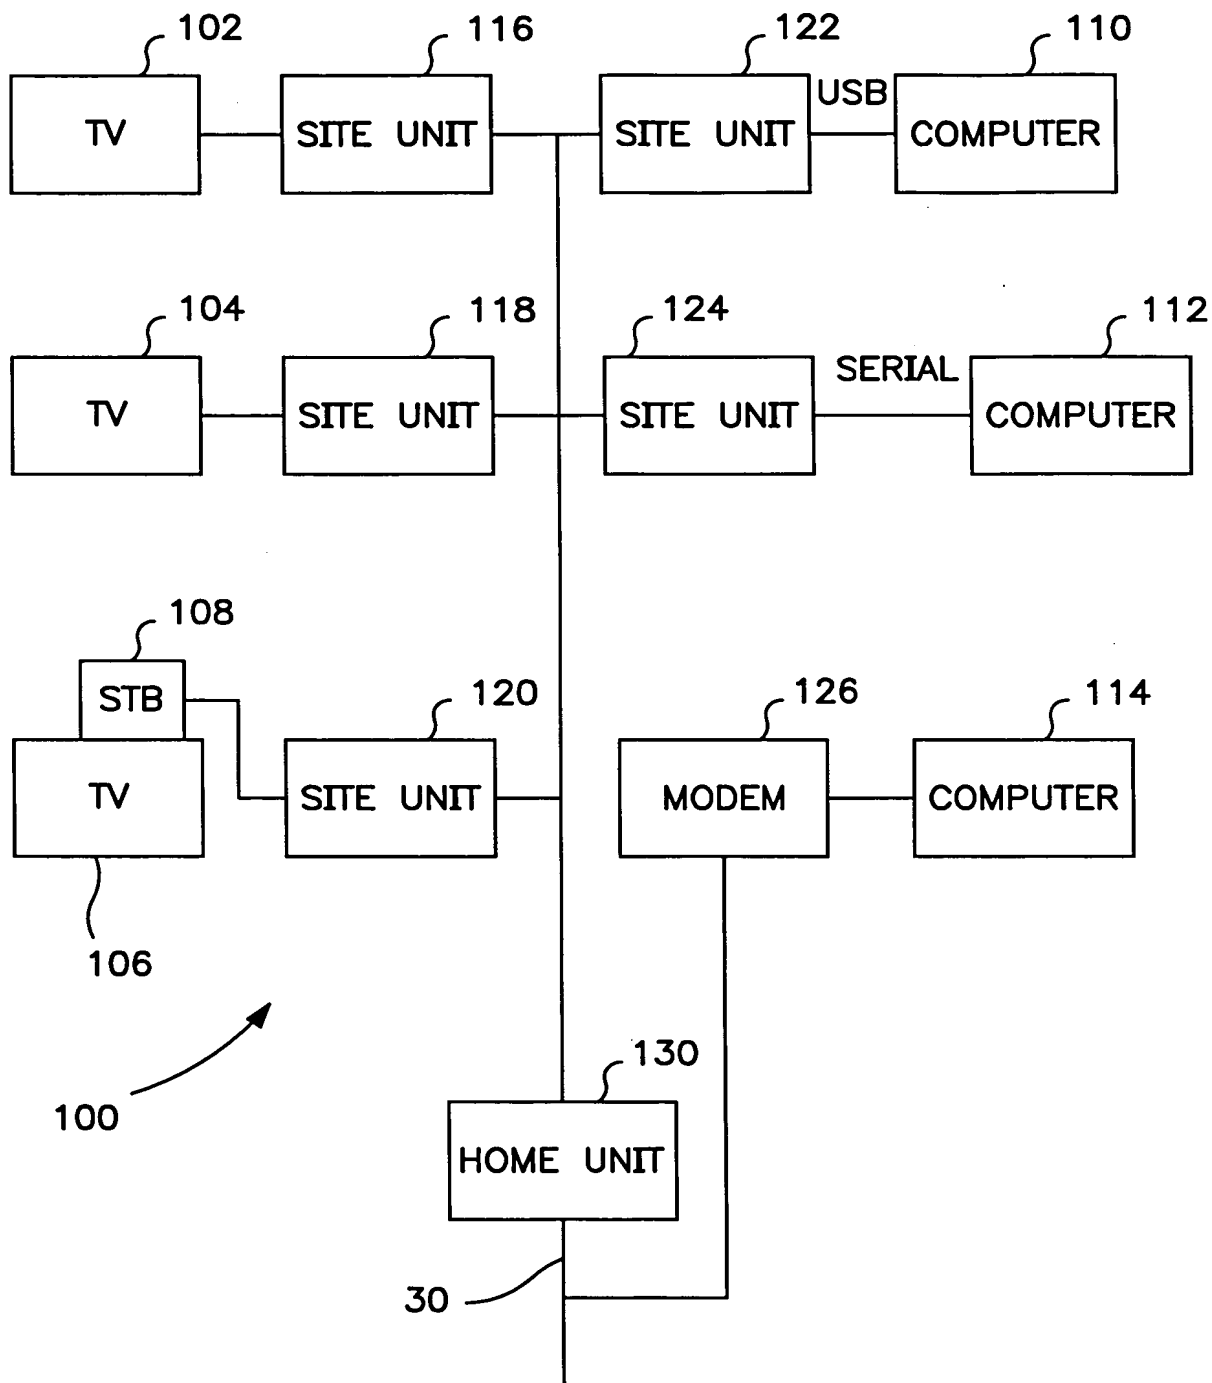 102
116
122
110
TV
SITE UNIT
SITE UNIT
USB
COMPUTER
104
118
124
112
TV
SITE UNIT
SITE UNIT
SERIAL
COMPUTER
108
STB
120
126
114
TV
SITE UNIT
MODEM
COMPUTER
106
100
130
HOME UNIT
30